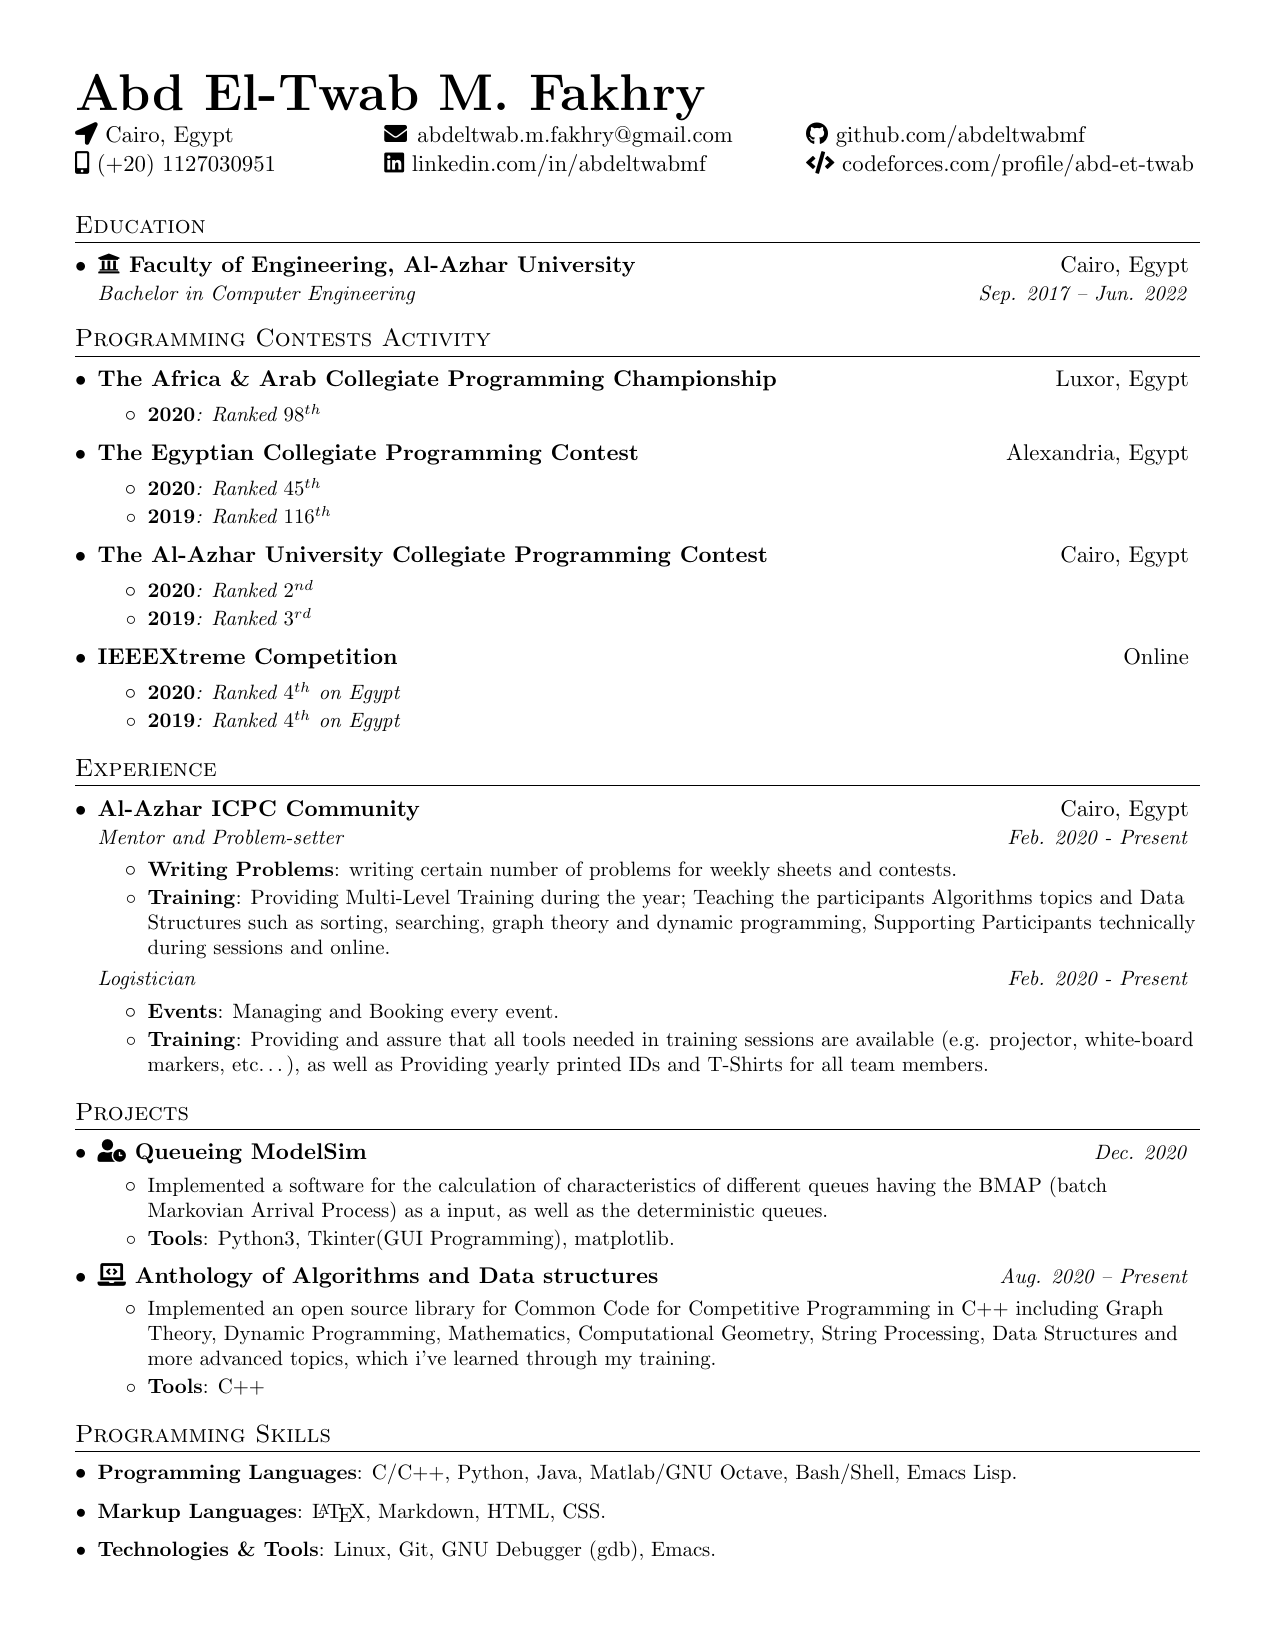 Abd El-Twab M. Fakhry
Cairo, Egypt abdeltwab.m.fakhry@gmail.com github.com/abdeltwabmf
(+20) 1127030951 linkedin.com/in/abdeltwabmf codeforces.com/profile/abd-et-twab
Education
• Faculty of Engineering, Al-Azhar University Cairo, Egypt
Bachelor in Computer Engineering Sep. 2017 – Jun. 2022
Programming Contests Activity
• The Africa & Arab Collegiate Programming Championship Luxor, Egypt
◦ 2020: Ranked 98th
• The Egyptian Collegiate Programming Contest Alexandria, Egypt
◦ 2020: Ranked 45th
◦ 2019: Ranked 116th
• The Al-Azhar University Collegiate Programming Contest Cairo, Egypt
◦ 2020: Ranked 2nd
◦ 2019: Ranked 3rd
• IEEEXtreme Competition Online
◦ 2020: Ranked 4th on Egypt
◦ 2019: Ranked 4th on Egypt
Experience
• Al-Azhar ICPC Community Cairo, Egypt
Mentor and Problem-setter Feb. 2020 - Present
◦ Writing Problems: writing certain number of problems for weekly sheets and contests.
◦ Training: Providing Multi-Level Training during the year; Teaching the participants Algorithms topics and Data
Structures such as sorting, searching, graph theory and dynamic programming, Supporting Participants technically
during sessions and online.
Logistician Feb. 2020 - Present
◦ Events: Managing and Booking every event.
◦ Training: Providing and assure that all tools needed in training sessions are available (e.g. projector, white-board
markers, etc...), as well as Providing yearly printed IDs and T-Shirts for all team members.
Projects
• Queueing ModelSim Dec. 2020
◦ Implemented a software for the calculation of characteristics of different queues having the BMAP (batch
Markovian Arrival Process) as a input, as well as the deterministic queues.
◦ Tools: Python3, Tkinter(GUI Programming), matplotlib.
• Anthology of Algorithms and Data structures Aug. 2020 – Present
◦ Implemented an open source library for Common Code for Competitive Programming in C++ including Graph
Theory, Dynamic Programming, Mathematics, Computational Geometry, String Processing, Data Structures and
more advanced topics, which i've learned through my training.
◦ Tools: C++
Programming Skills
• Programming Languages: C/C++, Python, Java, Matlab/GNU Octave, Bash/Shell, Emacs Lisp.
• Markup Languages: LATEX, Markdown, HTML, CSS.
• Technologies & Tools: Linux, Git, GNU Debugger (gdb), Emacs.